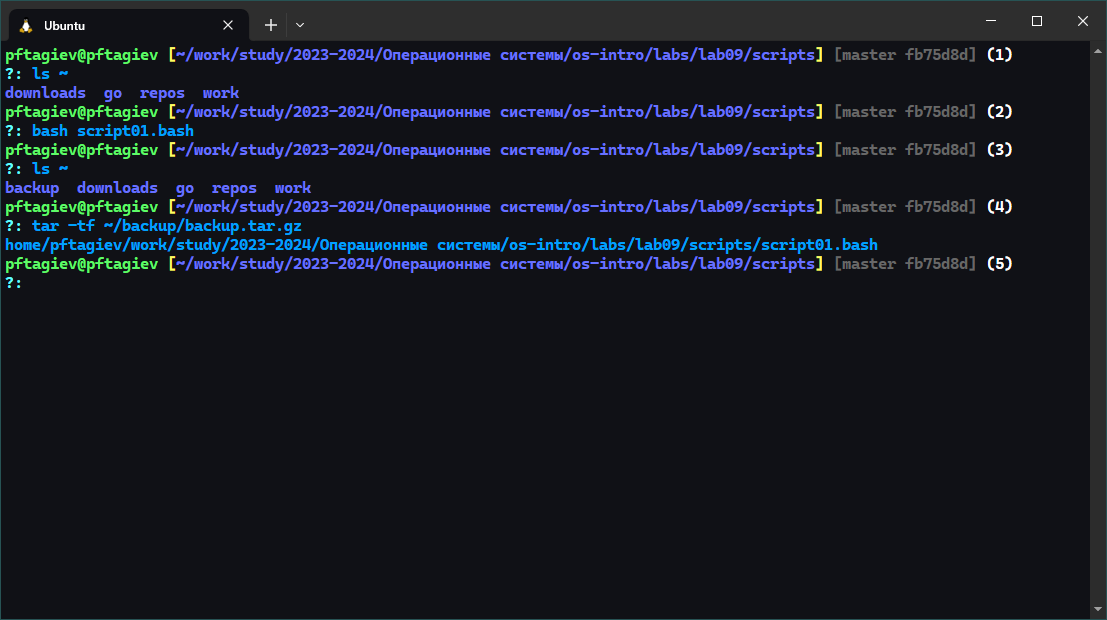 Ubuntu
pftagiev@pftagiev [~/work/study/2023-2024/Операционные системы/os-intro/labs/lab09/scripts] [master fb75d8d] (1)
?: ls ~
downloads  go  repos  work
pftagiev@pftagiev [~/work/study/2023-2024/Операционные системы/os-intro/labs/lab09/scripts] [master fb75d8d] (2)
?: bash script01.bash
pftagiev@pftagiev [~/work/study/2023-2024/Операционные системы/os-intro/labs/lab09/scripts] [master fb75d8d] (3)
?: ls ~
backup  downloads  go  repos  work
pftagiev@pftagiev [~/work/study/2023-2024/Операционные системы/os-intro/labs/lab09/scripts] [master fb75d8d] (4)
?: tar -tf ~/backup/backup.tar.gz
home/pftagiev/work/study/2023-2024/Операционные системы/os-intro/labs/lab09/scripts/script01.bash
pftagiev@pftagiev [~/work/study/2023-2024/Операционные системы/os-intro/labs/lab09/scripts] [master fb75d8d] (5)
?: